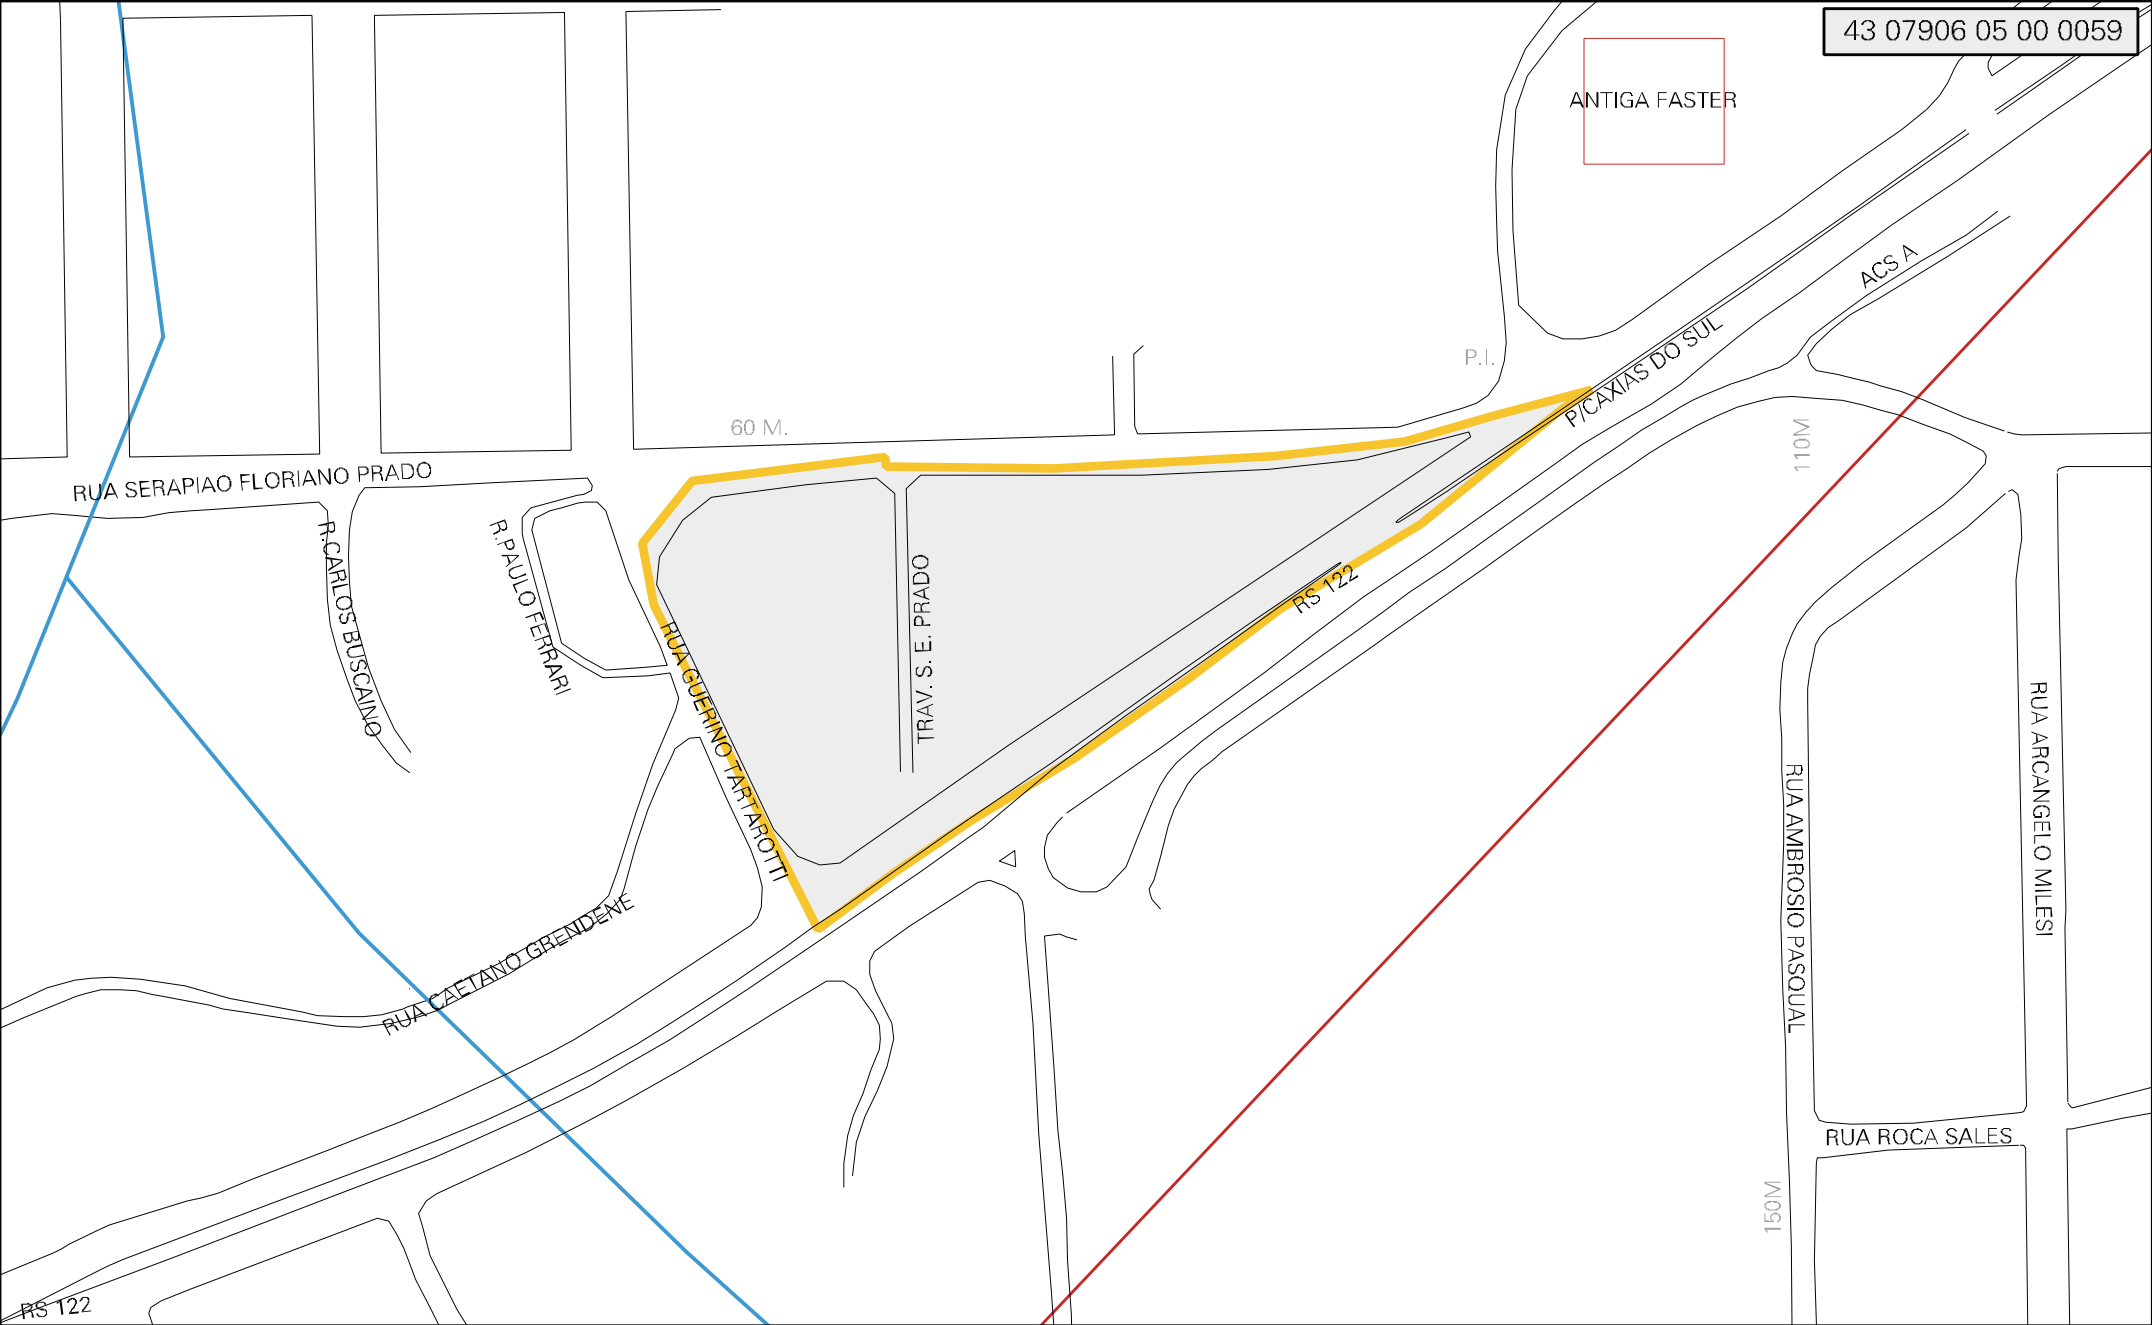 43 07906 05 00 0059
ANTIGA FASTER
ACS A
P/CAXIAS DO SUL
P.I.
60 M.
110M
RUA SERAPIAO FLORIANO PRADO
R.CARLOS BUSCAINO
R.PAULO FERRARI
TRAV. S. E. PRADO
RS 122
RUA GUERINO TARTAROTTI
RUA CAETANO GRENDENE
RUA AMBROSIO PASQUAL
RUA ARCANGELO MILESI
RUA ROCA SALES
150M
RS 122